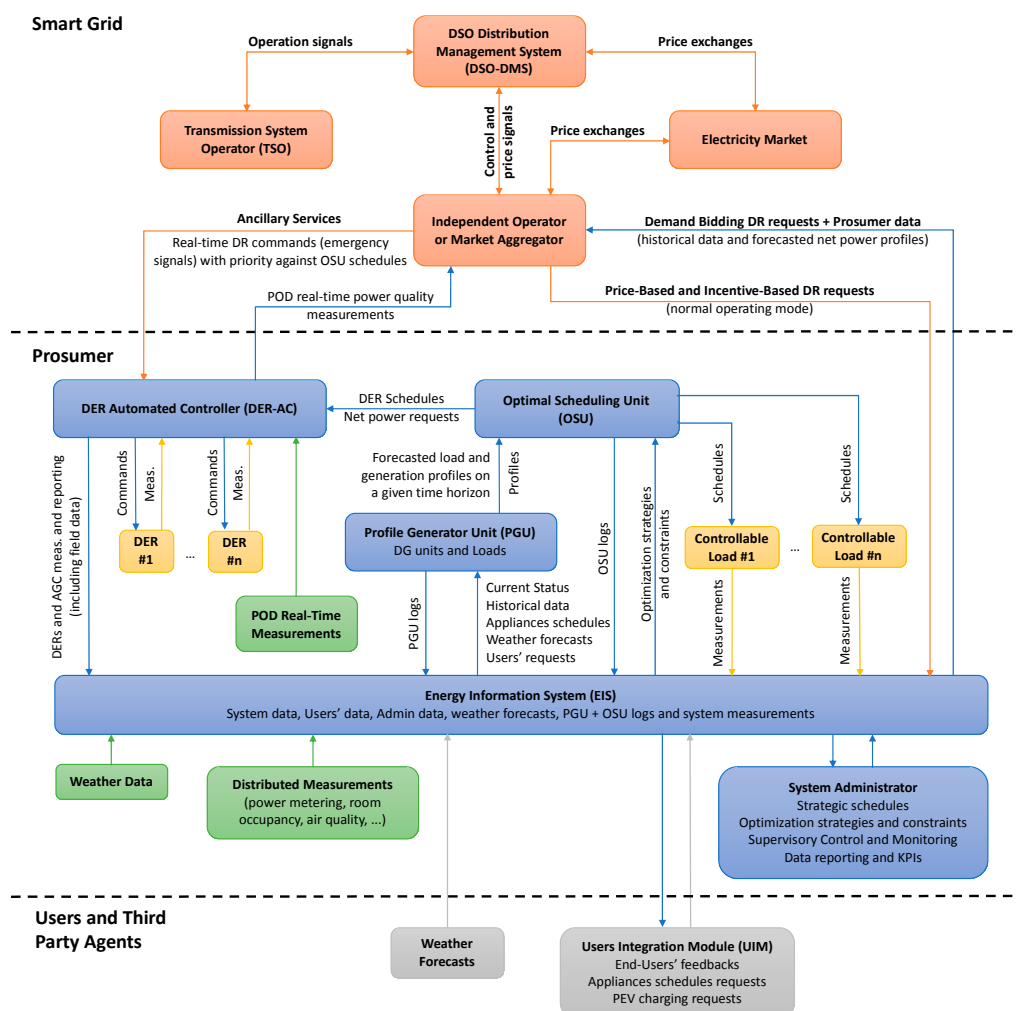 Smart Grid
DSO Distribution
Management System
(DSO-DMS)
Operation signals
Price exchanges
Transmission System
Operator (TSO)
Control and
price signals
Price exchanges
Electricity Market
Independent Operator
or Market Aggregator
Ancillary Services
Real-time DR commands (emergency
signals) with priority against OSU schedules
POD real-time power quality
measurements
Demand Bidding DR requests + Prosumer data
(historical data and forecasted net power profiles)
Price-Based and Incentive-Based DR requests
(normal operating mode)
Prosumer
DER Automated Controller (DER-AC)
DER Schedules
Net power requests
Optimal Scheduling Unit
(OSU)
DERs and AGC meas. and reporting
(including field data)
Commands
Meas.
Commands
Meas.
DER
#1
...
DER
#n
POD Real-Time
Measurements
Forecasted load and
generation profiles on
a given time horizon
Profiles
Profile Generator Unit (PGU)
DG units and Loads
PGU logs
Current Status
Historical data
Appliances schedules
Weather forecasts
Users' requests
OSU logs
Optimization strategies
and constraints
Schedules
Schedules
Controllable
Load #1
...
Controllable
Load #n
Measurements
Measurements
Energy Information System (EIS)
System data, Users' data, Admin data, weather forecasts, PGU + OSU logs and system measurements
Weather Data
Distributed Measurements
(power metering, room
occupancy, air quality, ...)
System Administrator
Strategic schedules
Optimization strategies and constraints
Supervisory Control and Monitoring
Data reporting and KPIs
Users and Third
Party Agents
Weather
Forecasts
Users Integration Module (UIM)
End-Users' feedbacks
Appliances schedules requests
PEV charging requests